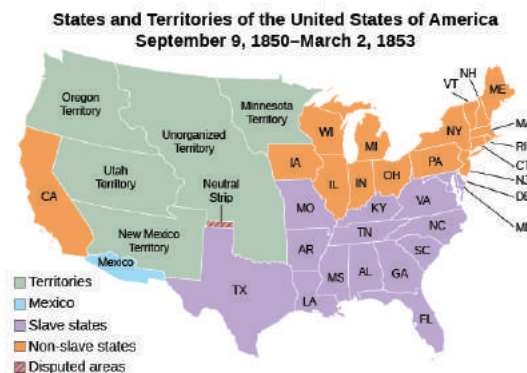 States and Territories of the United States of America
September 9, 1850–March 2, 1853
Oregon
Territory
Minnesota
Territory
Unorganized
Territory
Utah
Territory
Neutral
Strip
New Mexico
Territory
Mexico
CA
TX
IA
WI
MI
IL
IN
OH
MO
AR
LA
KY
TN
MS
AL
GA
FL
SC
NC
VA
PA
NY
VT
NH
ME
RI
Territories
Mexico
Slave states
Non-slave states
Disputed areas